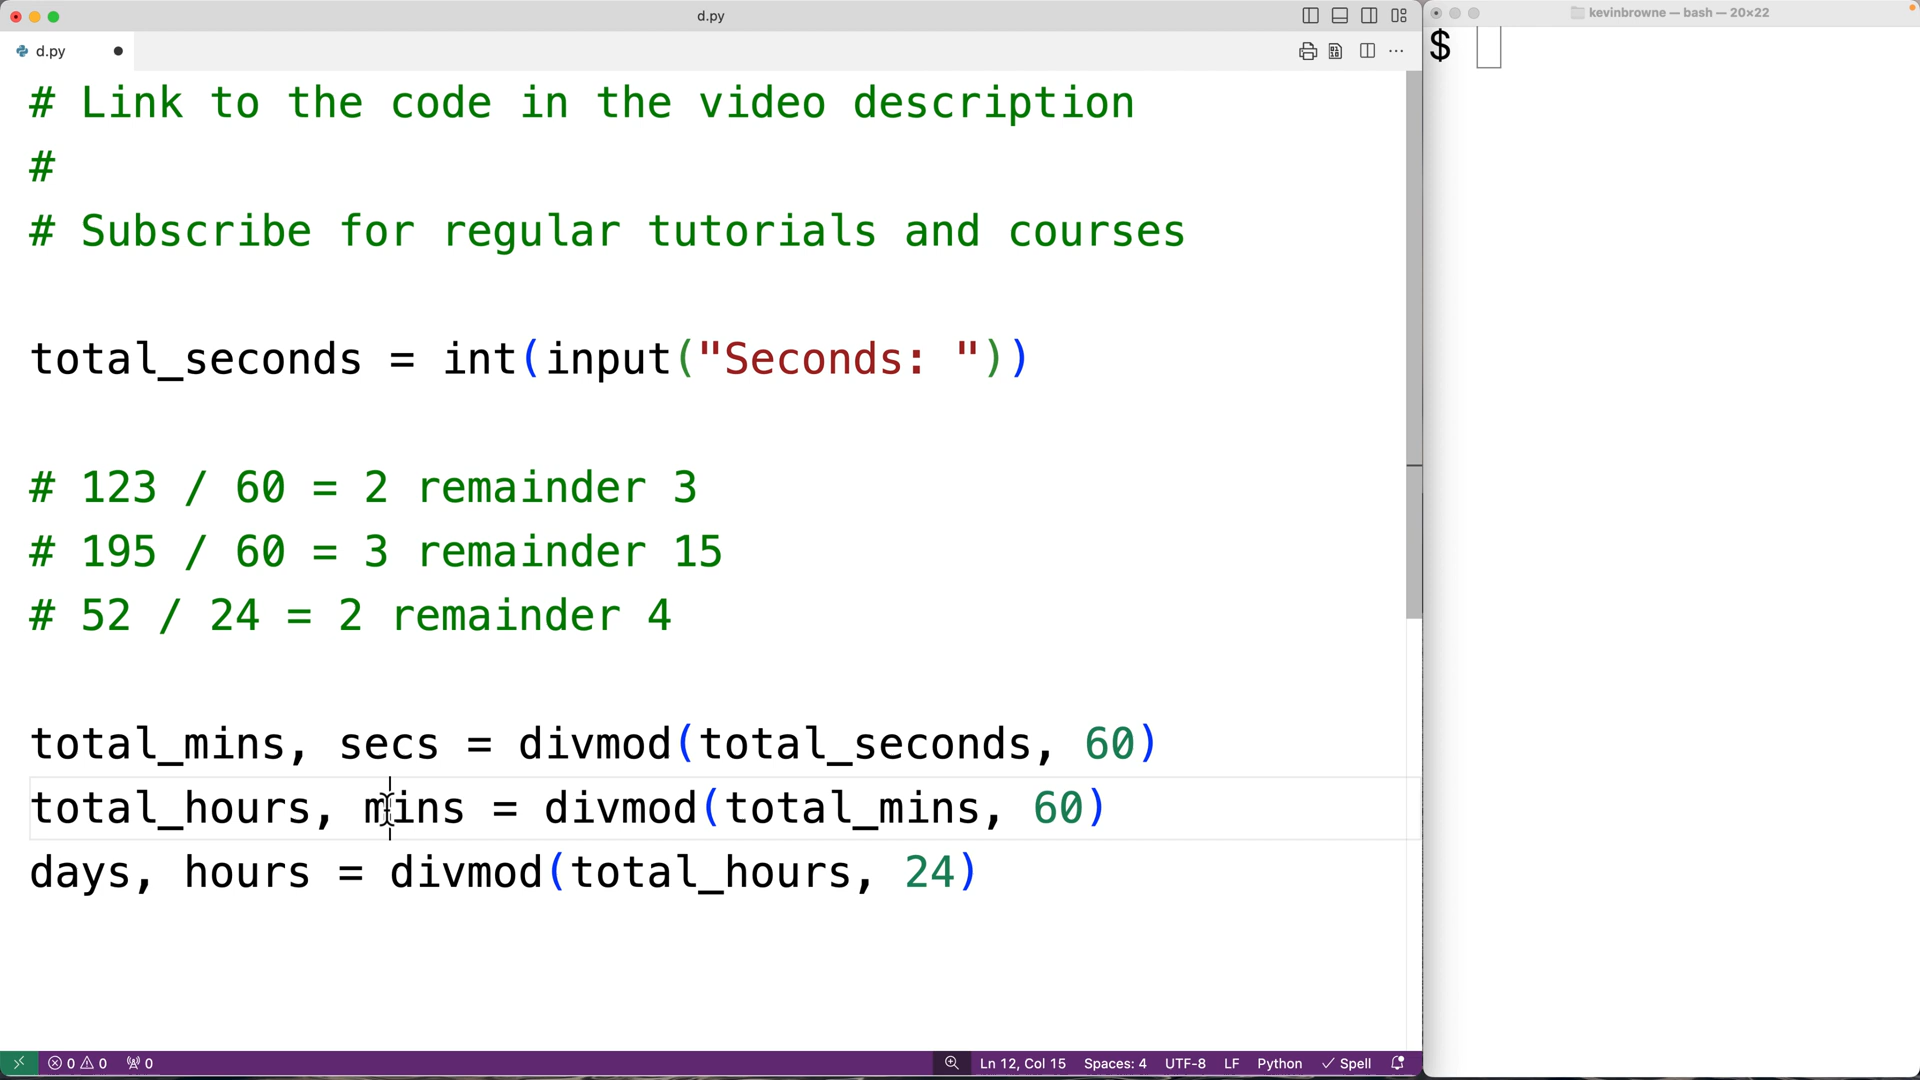 d.py
kevinbrowne — bash — 20×22
d.py
$
# Link to the code in the video description
#
# Subscribe for regular tutorials and courses
total_seconds = int(input("Seconds: "))
# 123 / 60 = 2 remainder 3
# 195 / 60 = 3 remainder 15
# 52 / 24 = 2 remainder 4
total_mins, secs = divmod(total_seconds, 60)
total_hours, mins = divmod(total_mins, 60)
days, hours = divmod(total_hours, 24)
0 0 0 Ln 12, Col 15 Spaces: 4 UTF-8 LF Python Spell